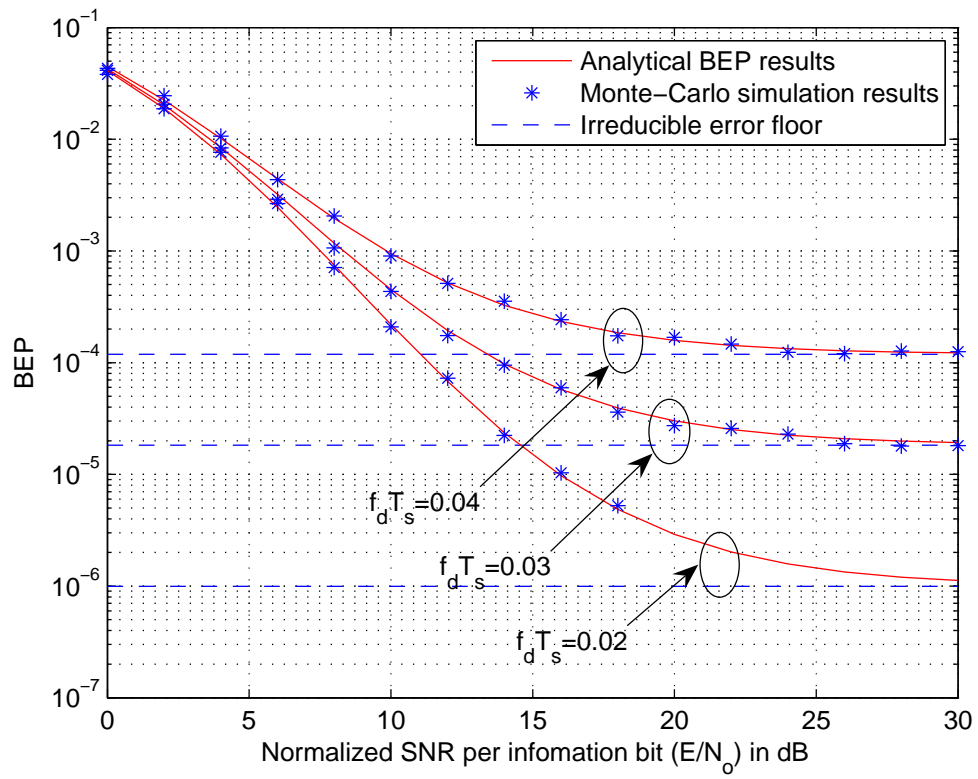 10^−1
10^−2
10^−3
10^−4
10^−5
10^−6
10^−7
BEP
Analytical BEP results
Monte−Carlo simulation results
Irreducible error floor
f_dT_s=0.04
f_dT_s=0.03
f_dT_s=0.02
0 5 10 15 20 25 30
Normalized SNR per infomation bit (E/N_o) in dB